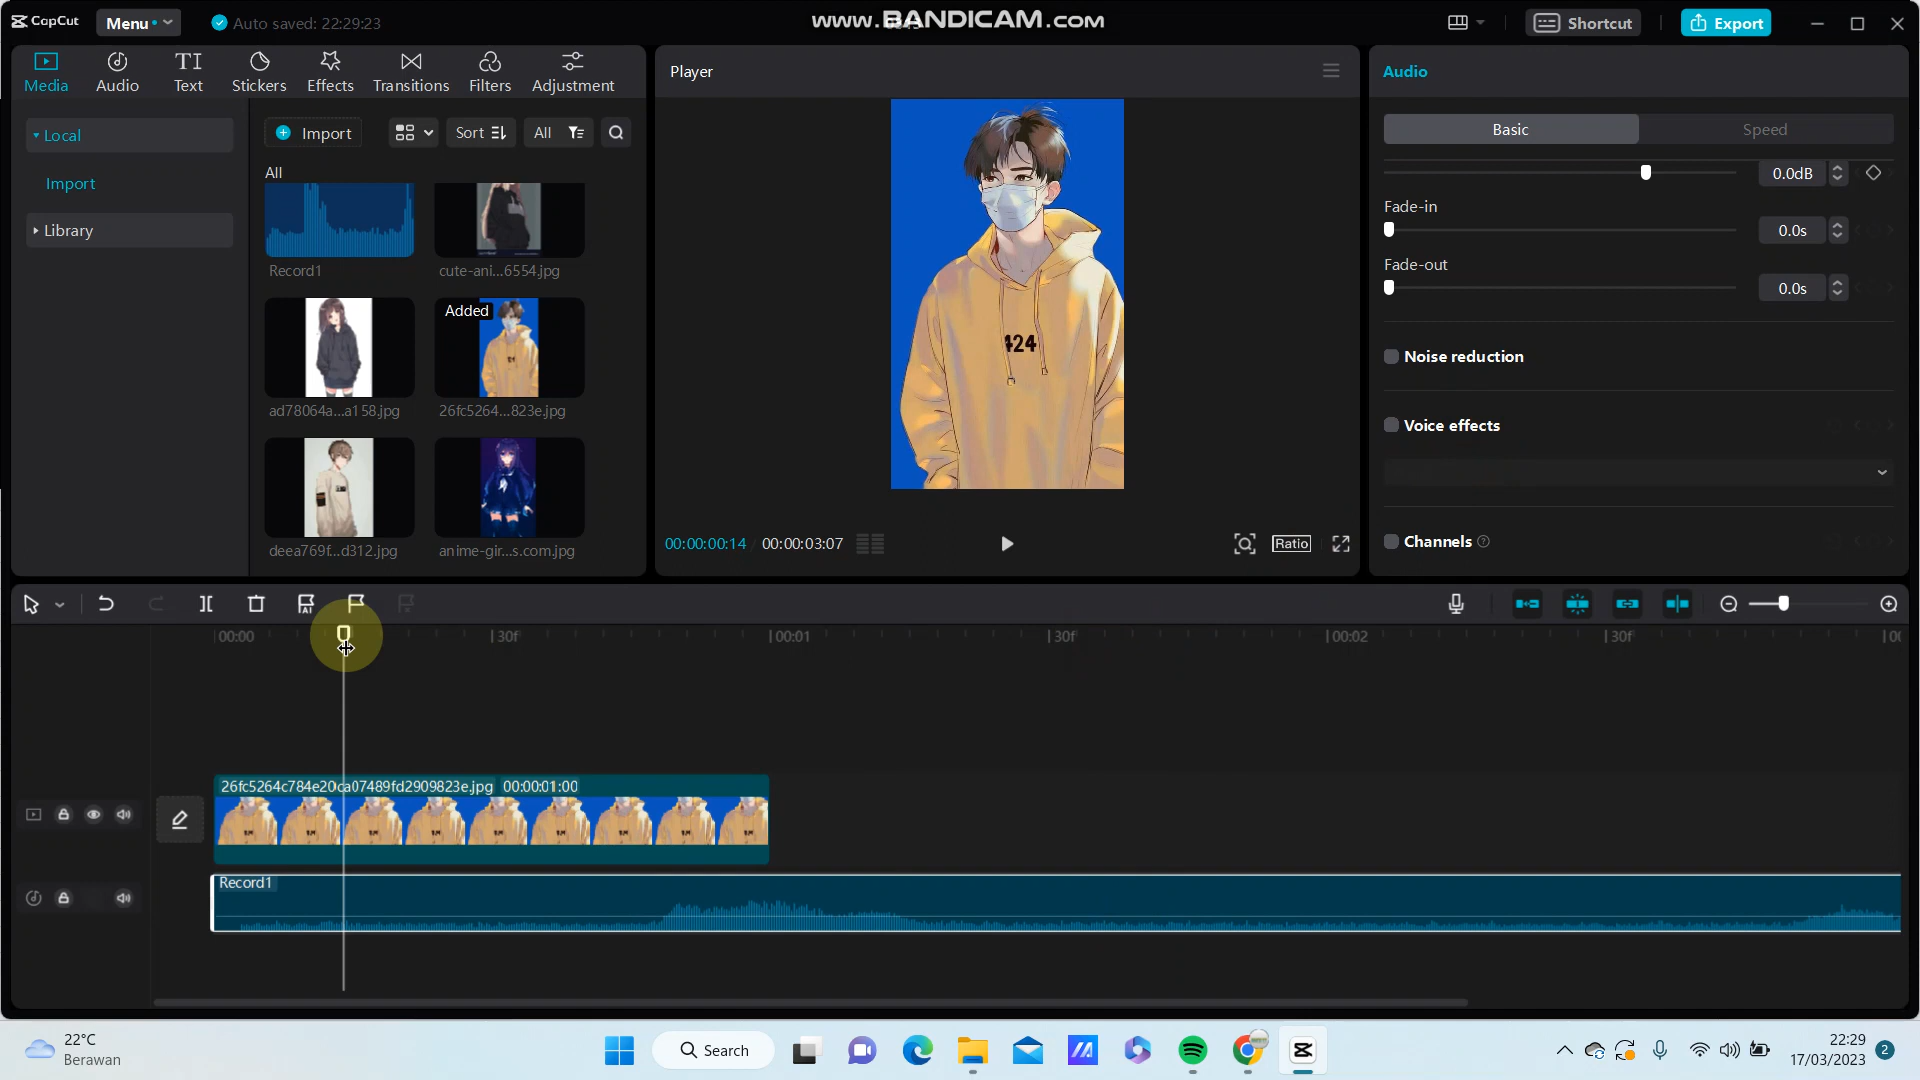 CapCut
Menu
Auto saved: 22:29:23
www.BANDICAM.com
Shortcut
Export
Media
Audio
Text
Stickers
Effects
Transitions
Filters
Adjustment
Local
Import
Library
Import
Sort
All
All
Record1
cute-ani...6554.jpg
Added
ad78064a...a158.jpg
26fc5264...823e.jpg
deea769f...d312.jpg
anime-gir...s.com.jpg
Player
424
00:00:00:14
00:00:03:07
Ratio
Audio
Basic
Speed
0.0dB
Fade-in
0.0s
Fade-out
0.0s
Noise reduction
Voice effects
Channels
00:00
30f
00:01
30f
00:02
30f
26fc5264c784e20ca07489fd2909823e.jpg 00:00:01:00
Record1
22°C
Berawan
Search
22:29
17/03/2023
2